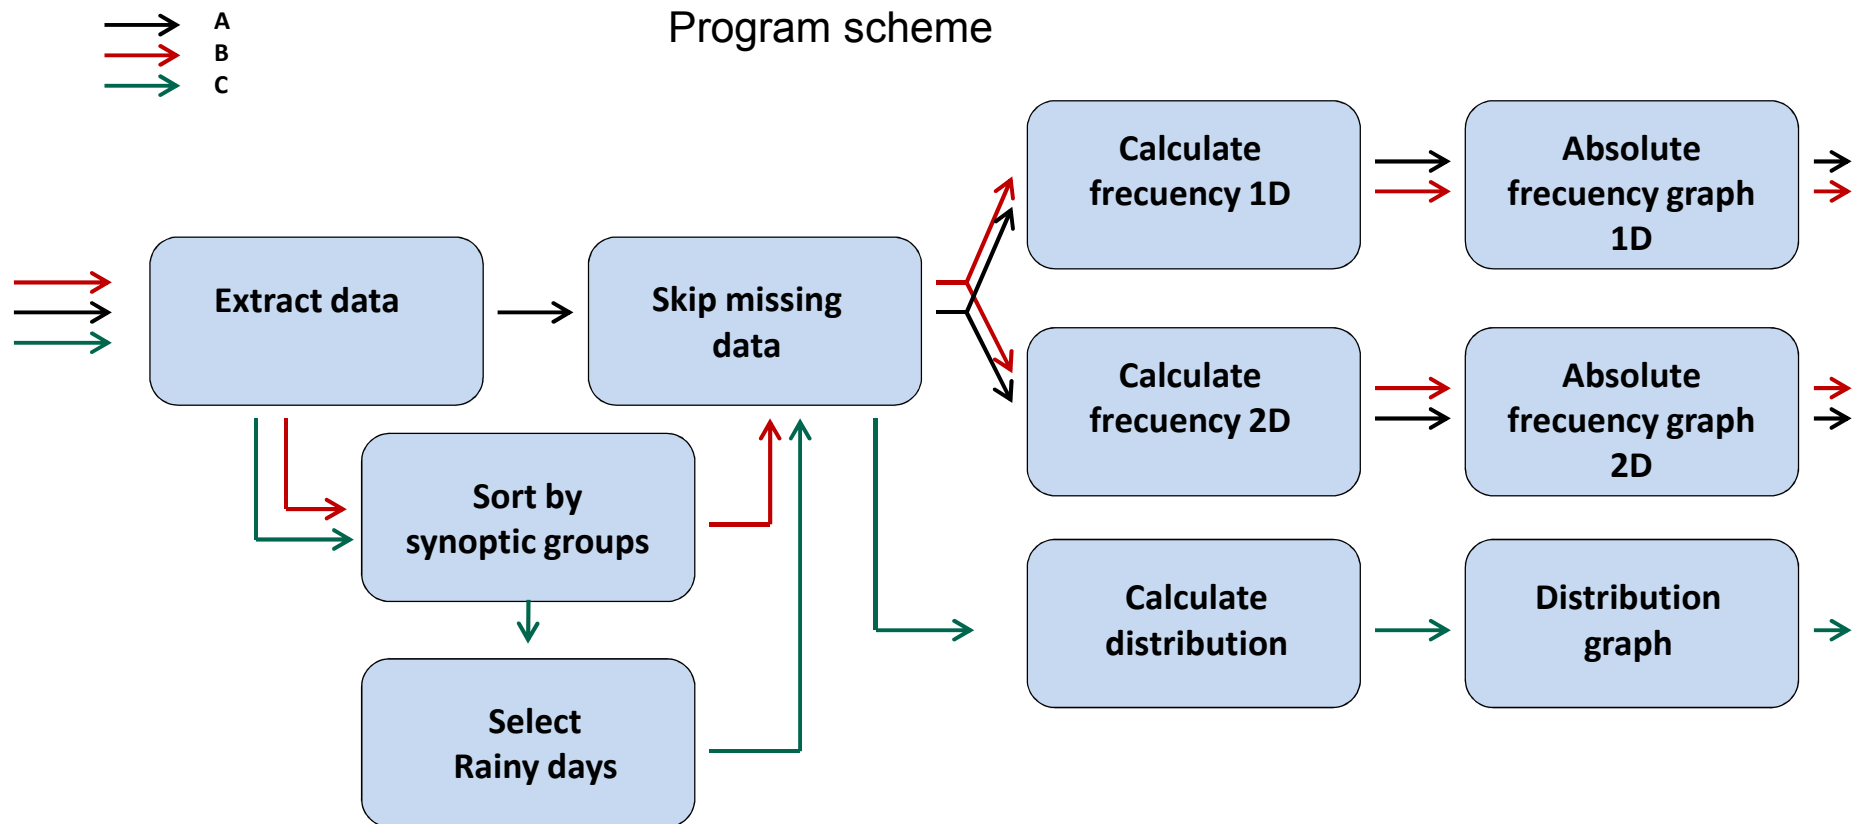 Program scheme
A
B
C
Extract data
Skip missing
data
Sort by
synoptic groups
Select
Rainy days
Calculate
frecuency 1D
Absolute
frecuency graph
1D
Calculate
frecuency 2D
Absolute
frecuency graph
2D
Calculate
distribution
Distribution
graph